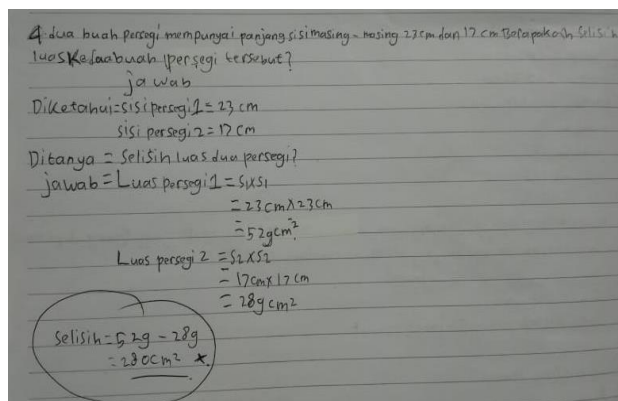 4. dua buah persegi mempunyai panjang sisi masing-masing 23 cm dan 17 cm Berapakah Selisih
luas Kedua buah persegi tersebut?
jawab
Diketahui = sisi persegi 1 = 23 cm
sisi persegi 2 = 17 cm
Ditanya = Selisih luas dua persegi?
jawab = Luas persegi 1 = S1 x S1
= 23 cm x 23 cm
= 529 cm²
Luas persegi 2 = S2 x S2
= 17 cm x 17 cm
= 289 cm2
Selisih = 529 - 289
= 280 cm²